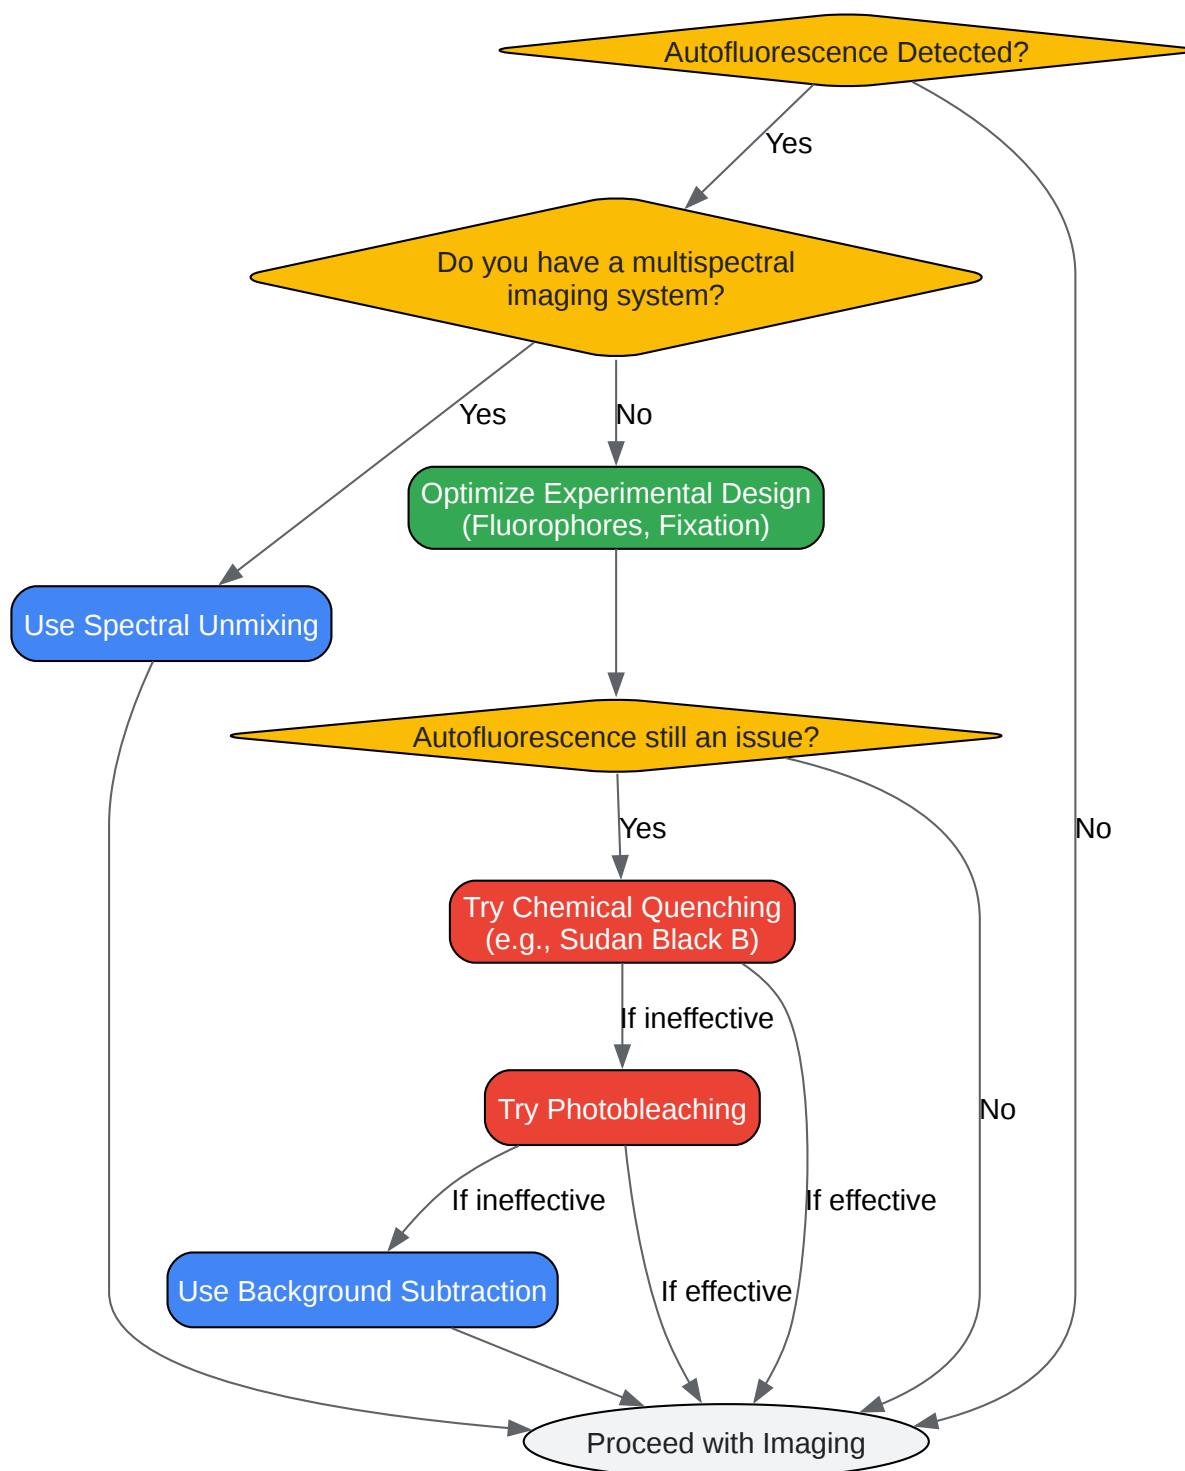 Autofluorescence Detected?
Yes
Do you have a multispectral
imaging system?
Yes
No
Optimize Experimental Design
(Fluorophores, Fixation)
Use Spectral Unmixing
Autofluorescence still an issue?
Yes
No
Try Chemical Quenching
(e.g., Sudan Black B)
If ineffective
Try Photobleaching
No
If ineffective
If effective
Use Background Subtraction
If effective
Proceed with Imaging